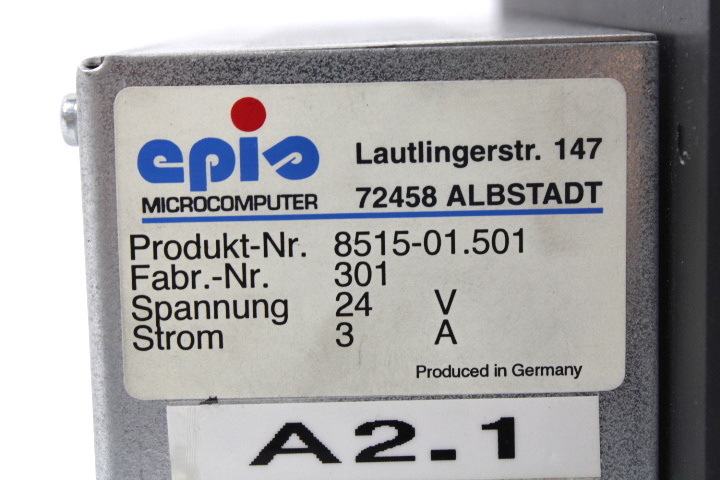 epis
MICROCOMPUTER
Lautlingerstr. 147
72458 ALBSTADT
Produkt-Nr. 8515-01.501
Fabr.-Nr. 301
Spannung 24 V
Strom 3 A
Produced in Germany
A2.1